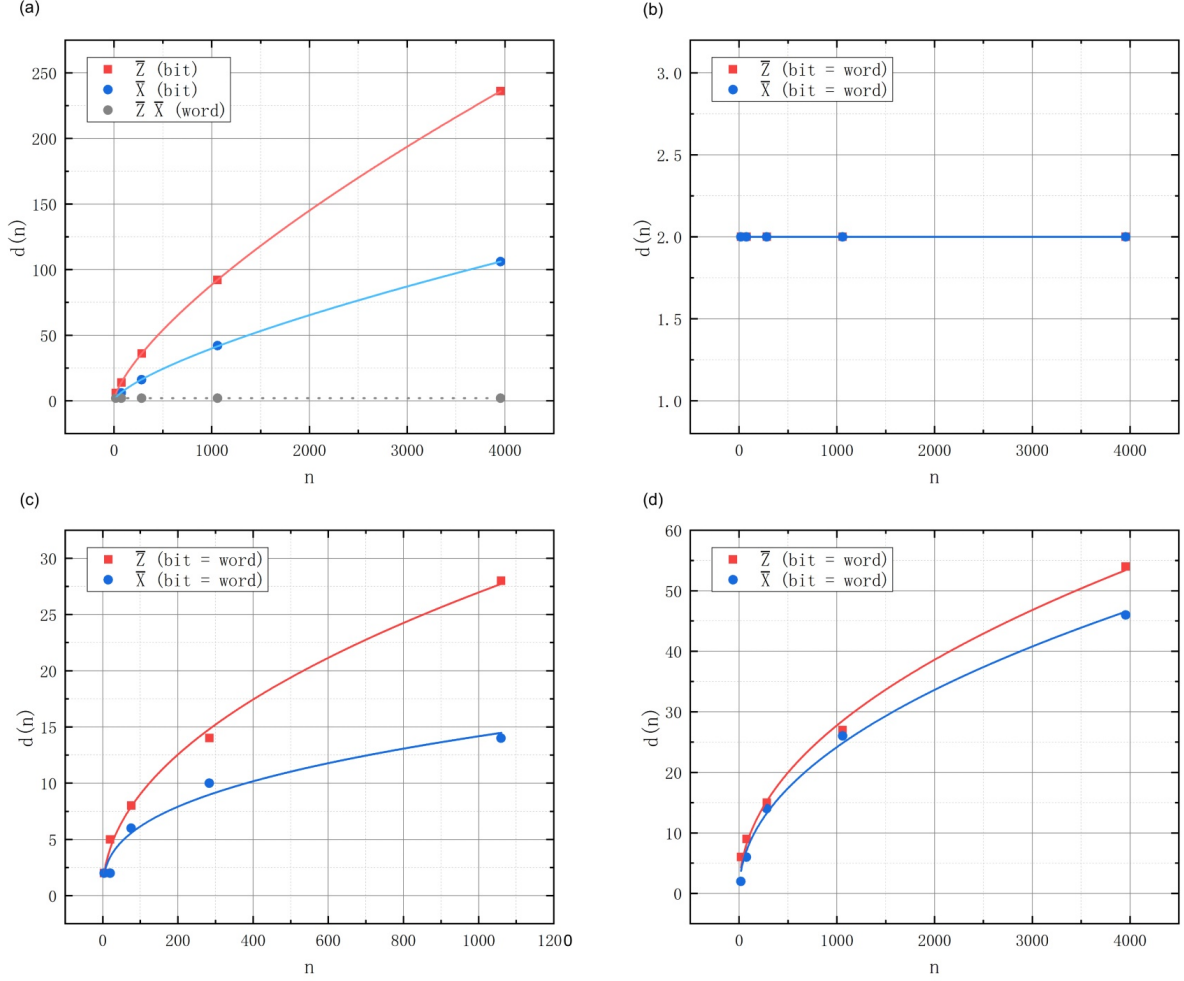 (a)
Z̅ (bit)
X̅ (bit)
Z̅ X̅ (word)
250
200
150
100
50
0
d(n)
0 1000 2000 3000 4000
n
(b)
Z̅ (bit = word)
X̅ (bit = word)
3.0
2.5
2.0
1.5
1.0
d(n)
0 1000 2000 3000 4000
n
(c)
Z̅ (bit = word)
X̅ (bit = word)
30
25
20
15
10
5
0
d(n)
0 200 400 600 800 1000 1200
n
(d)
Z̅ (bit = word)
X̅ (bit = word)
60
50
40
30
20
10
0
d(n)
0 1000 2000 3000 4000
n